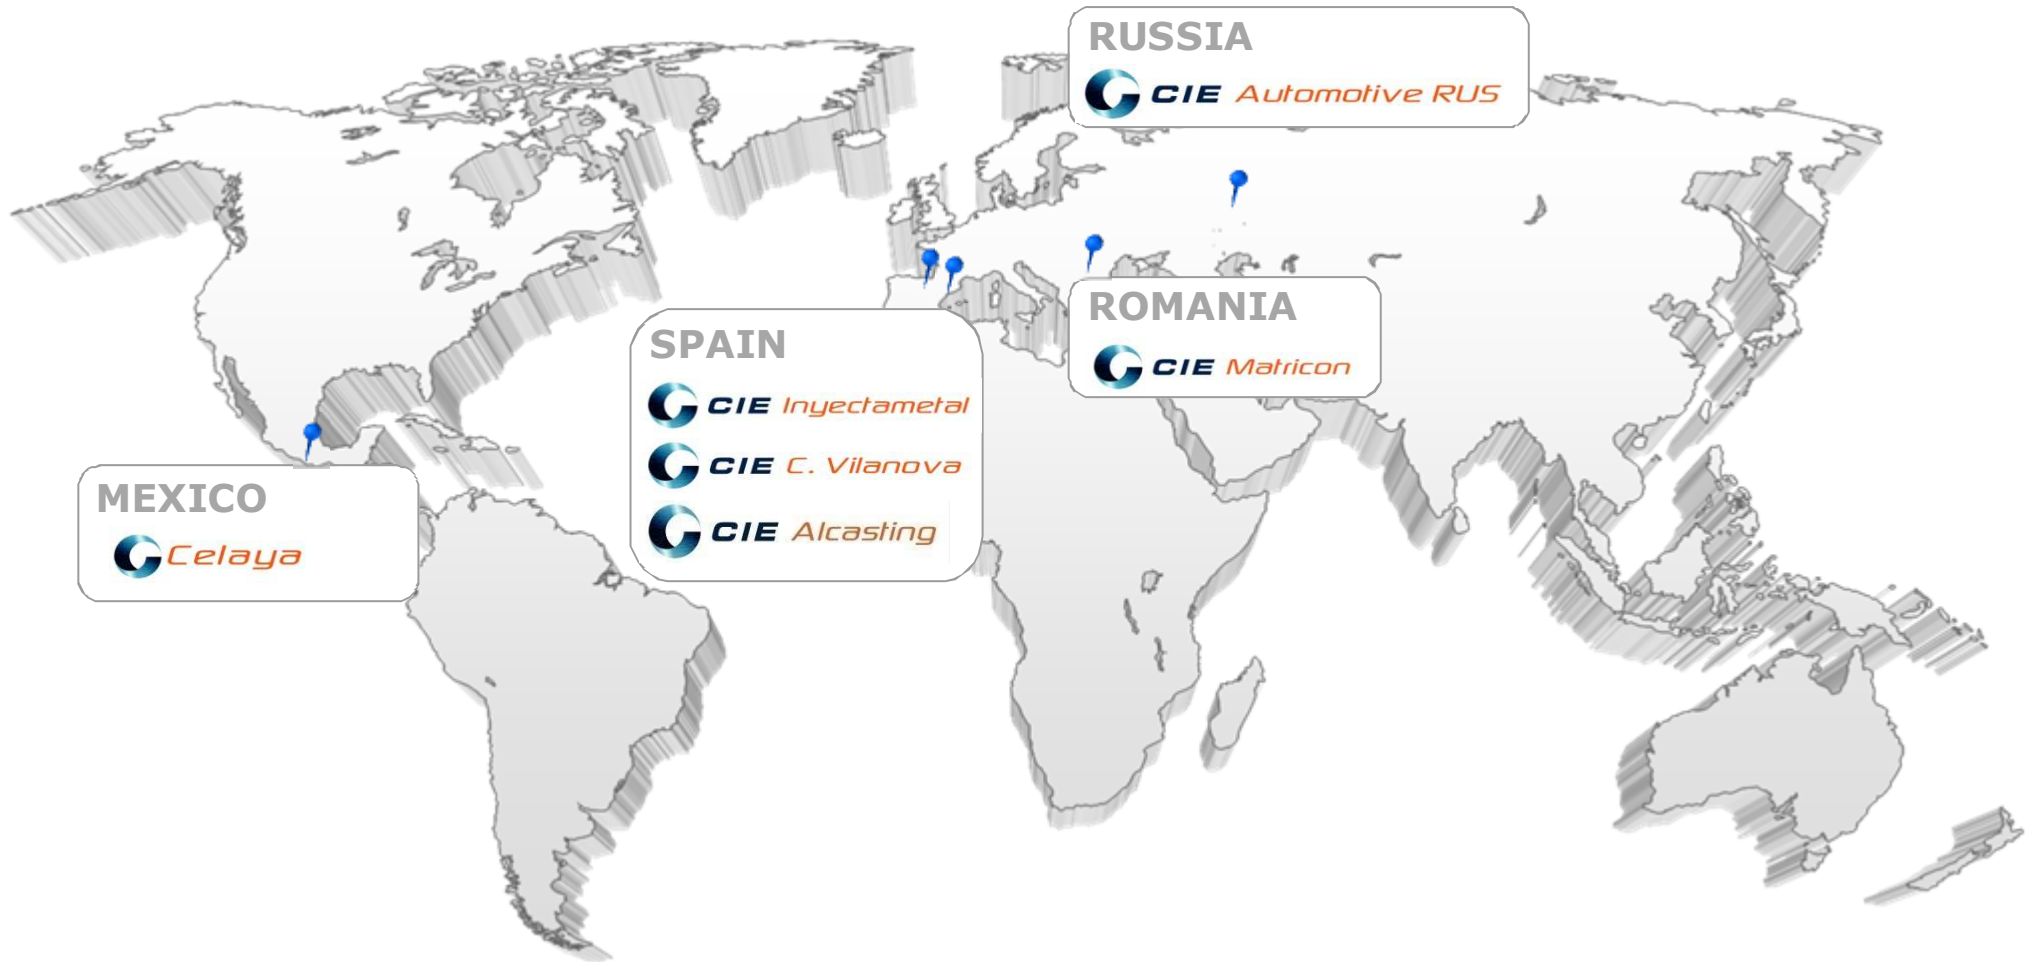 RUSSIA
CIE Automotive RUS
ROMANIA
CIE Matricon
SPAIN
CIE Inyectametal
CIE C. Vilanova
CIE Alcasting
MEXICO
Celaya